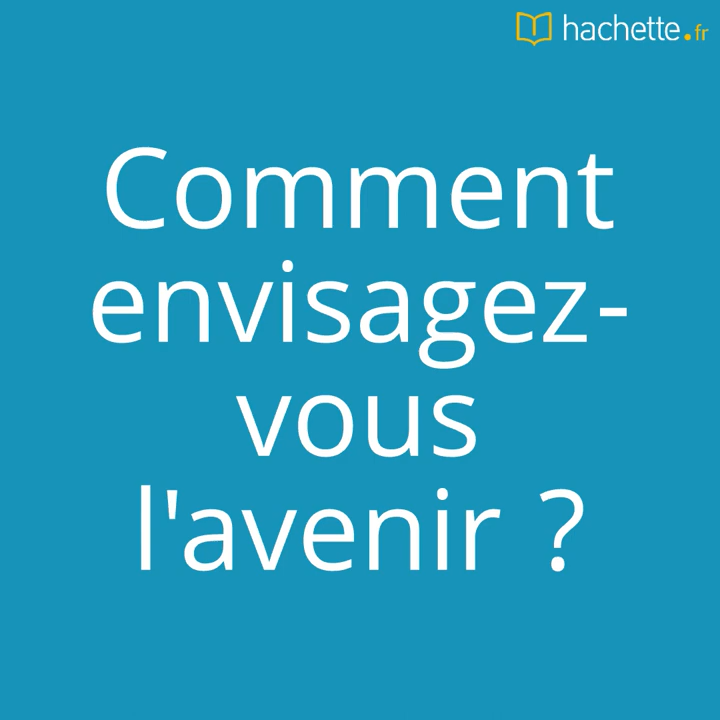 hachette.fr
Comment
envisagez-
vous
l'avenir ?